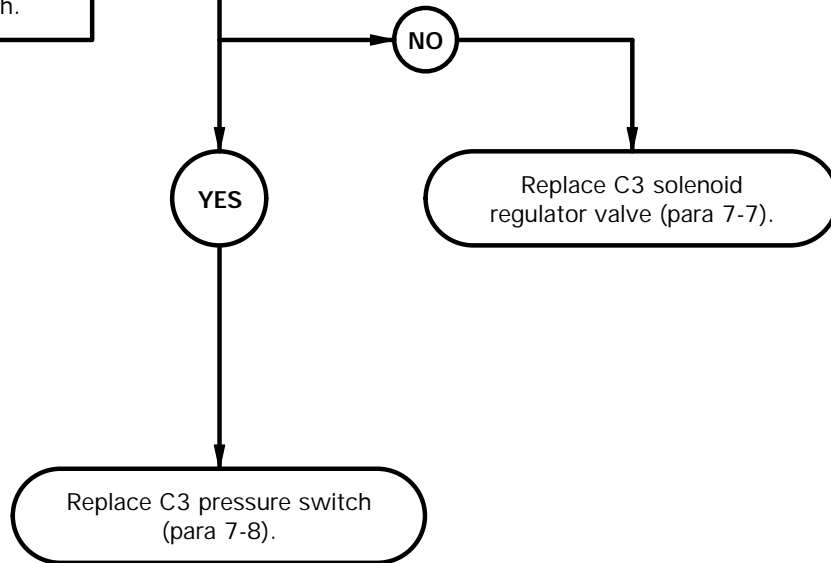 h.
NO
YES
Replace C3 solenoid
regulator valve (para 7-7).
Replace C3 pressure switch
(para 7-8).